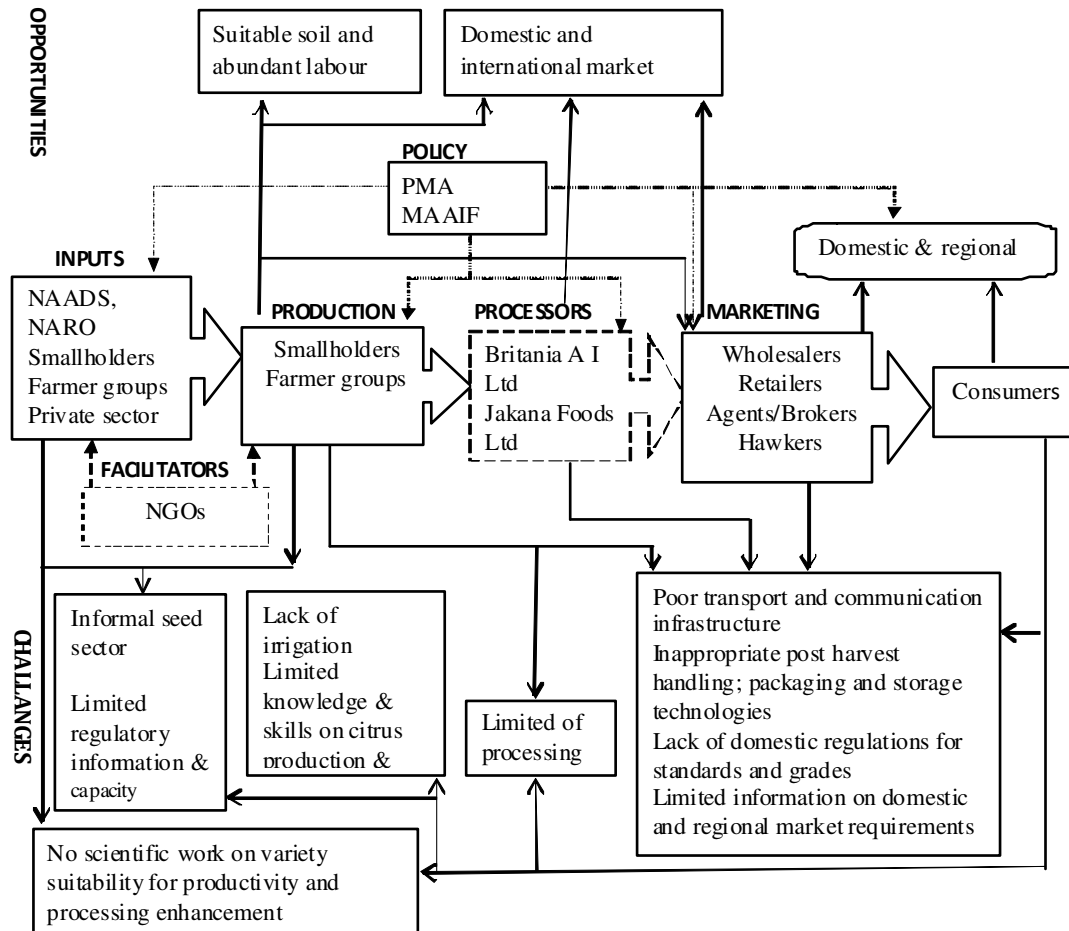 OPPORTUNITIES
Suitable soil and
abundant labour
Domestic and
international market
POLICY
PMA
MAAIF
Domestic & regional
INPUTS
NAADS,
NARO
Smallholders
Farmer groups
Private sector
PRODUCTION
Smallholders
Farmer groups
PROCESSORS
Britania A I
Ltd
Jakana Foods
Ltd
MARKETING
Wholesalers
Retailers
Agents/Brokers
Hawkers
Consumers
FACILITATORS
NGOs
CHALLANGES
Informal seed
sector
Limited
regulatory
information &
capacity
Lack of
irrigation
Limited
knowledge &
skills on citrus
production &
Limited of
processing
Poor transport and communication
infrastructure
Inappropriate post harvest
handling; packaging and storage
technologies
Lack of domestic regulations for
standards and grades
Limited information on domestic
and regional market requirements
No scientific work on variety
suitability for productivity and
processing enhancement